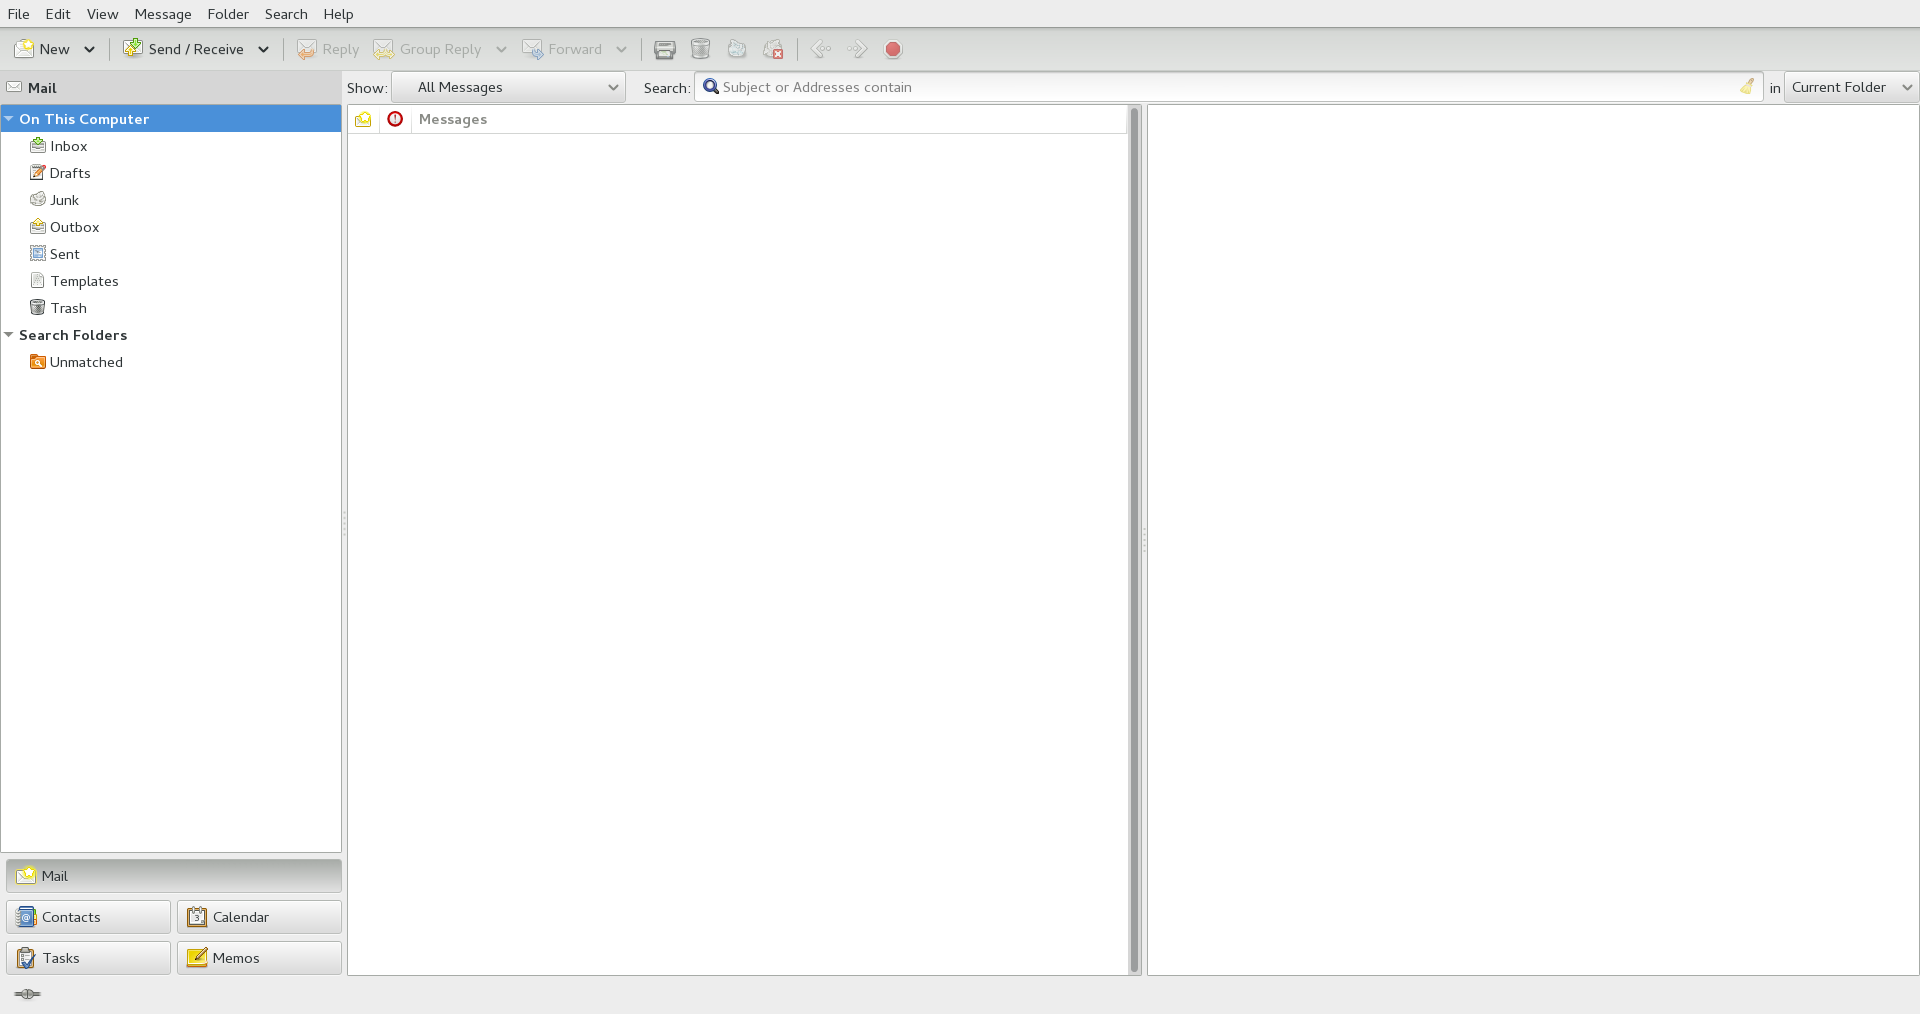 File Edit View Message Folder Search Help
New Send / Receive Reply Group Reply Forward
Mail Show: All Messages Search: Subject or Addresses contain in Current Folder
On This Computer
Messages
Inbox
Drafts
Junk
Outbox
Sent
Templates
Trash
Search Folders
Unmatched
Mail
Contacts Calendar
Tasks Memos